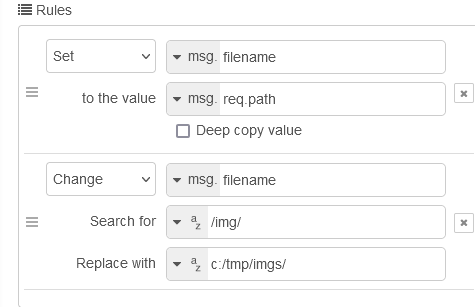 Rules
Set msg. filename
to the value msg. req.path
Deep copy value
Change msg. filename
Search for az /img/
Replace with az c:/tmp/imgs/